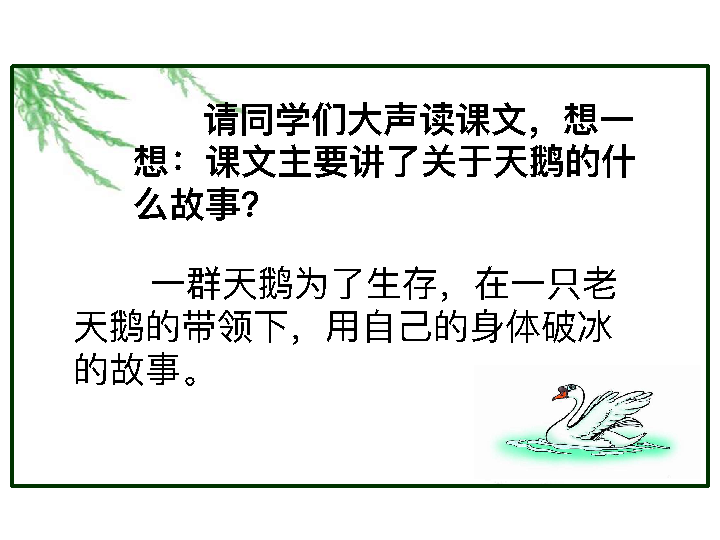 请同学们大声读课文，想一
想：课文主要讲了关于天鹅的什
么故事？
一群天鹅为了生存，在一只老
天鹅的带领下，用自己的身体破冰
的故事。